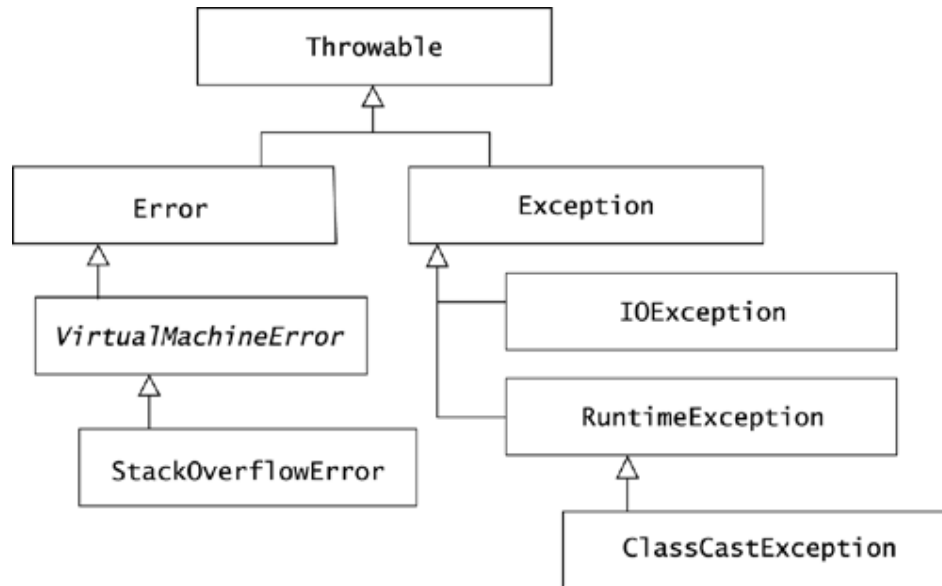 Throwable
Error
Exception
IOException
VirtualMachineError
RuntimeException
StackOverflowError
ClassCastException